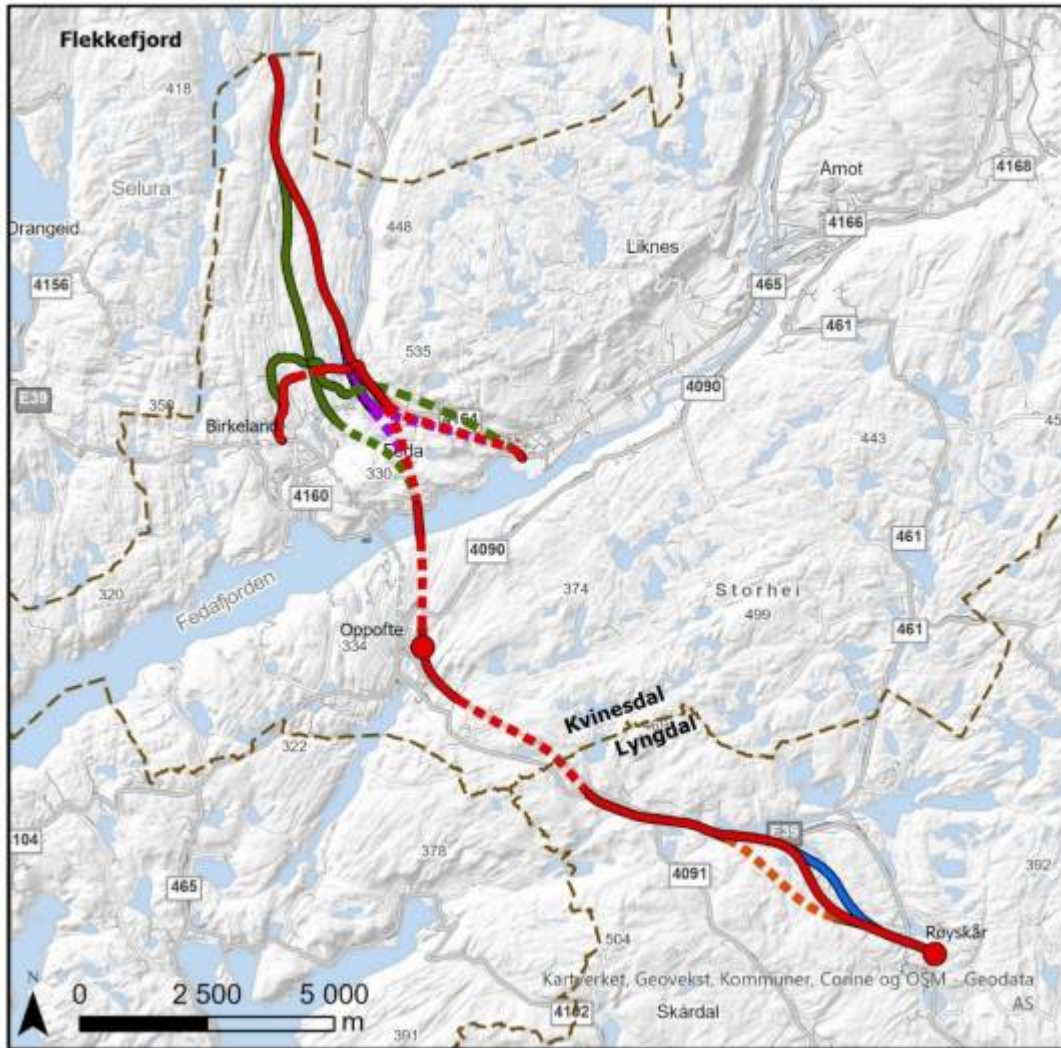 Flekkefjord
418
Åmot
4168
Selura
4166
Drangeid
448
Liknes
4156
465
461
535
E39
4090
350
Birkeland
Feda
443
330
4160
461
4090
Fedafjorden
320
374
Storhei
499
Oppofte
334
461
Kvinesdal
Lyngdal
322
E39
104
378
4091
392
465
504
Røyskår
N
Kartverket, Geovekst, Kommuner, Corine og OSM - Geodata
AS
0 2 500 5 000
m
Skårdal
391